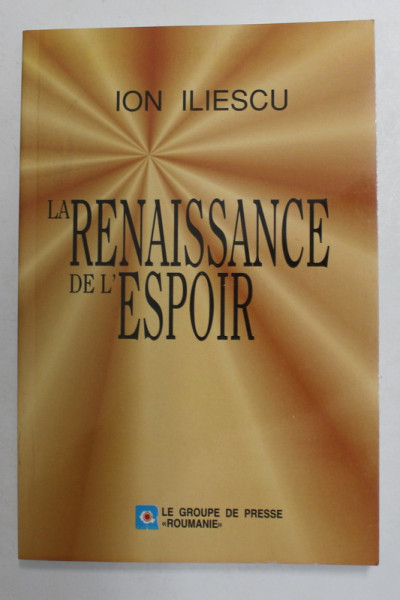 ION ILIESCU
LA RENAISSANCE
DE L'ESPOIR
LE GROUPE DE PRESSE
«ROUMANIE»